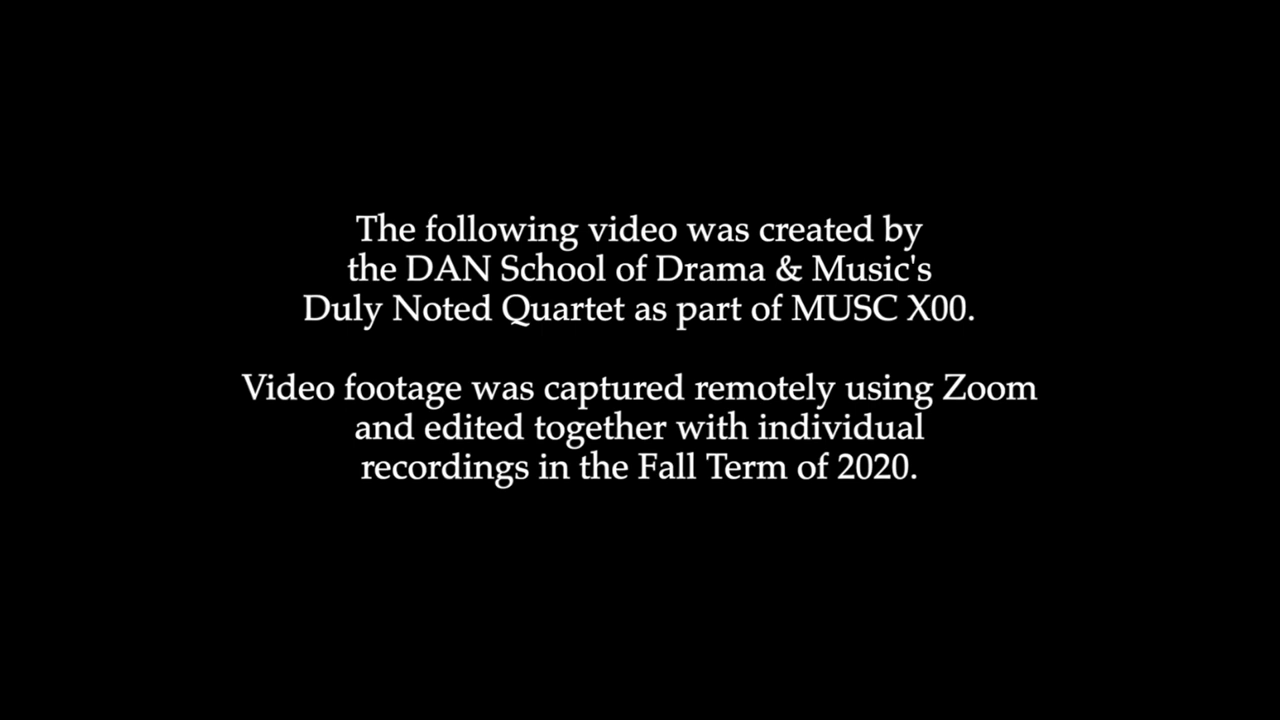 The following video was created by
the DAN School of Drama & Music's
Duly Noted Quartet as part of MUSC X00.
Video footage was captured remotely using Zoom
and edited together with individual
recordings in the Fall Term of 2020.